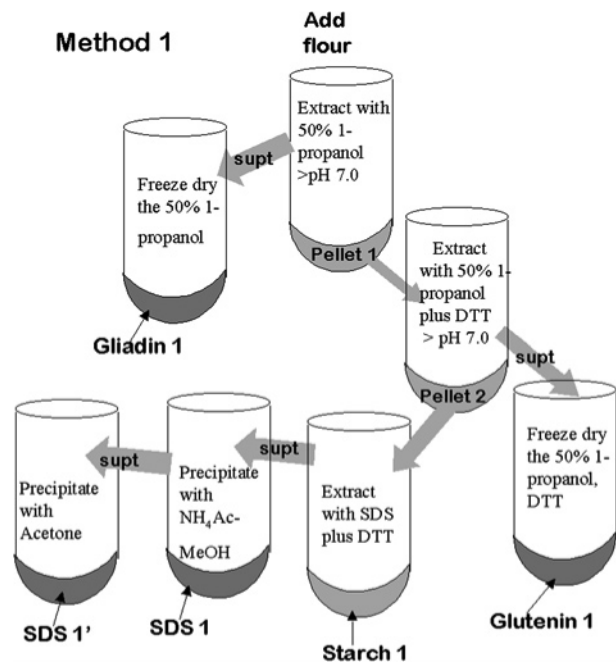 Method 1
Add
flour
Extract with
50% 1-
propanol
>pH 7.0
supt
Freeze dry
the 50% 1-
propanol
Pellet 1
Gliadin 1
Extract
with 50% 1-
propanol
plus DTT
> pH 7.0
supt
Pellet 2
Freeze dry
the 50% 1-
propanol,
DTT
Glutenin 1
Extract
with SDS
plus DTT
Starch 1
supt
Precipitate
with
NH₄Ac-
MeOH
SDS 1
supt
Precipitate
with
Acetone
SDS 1’